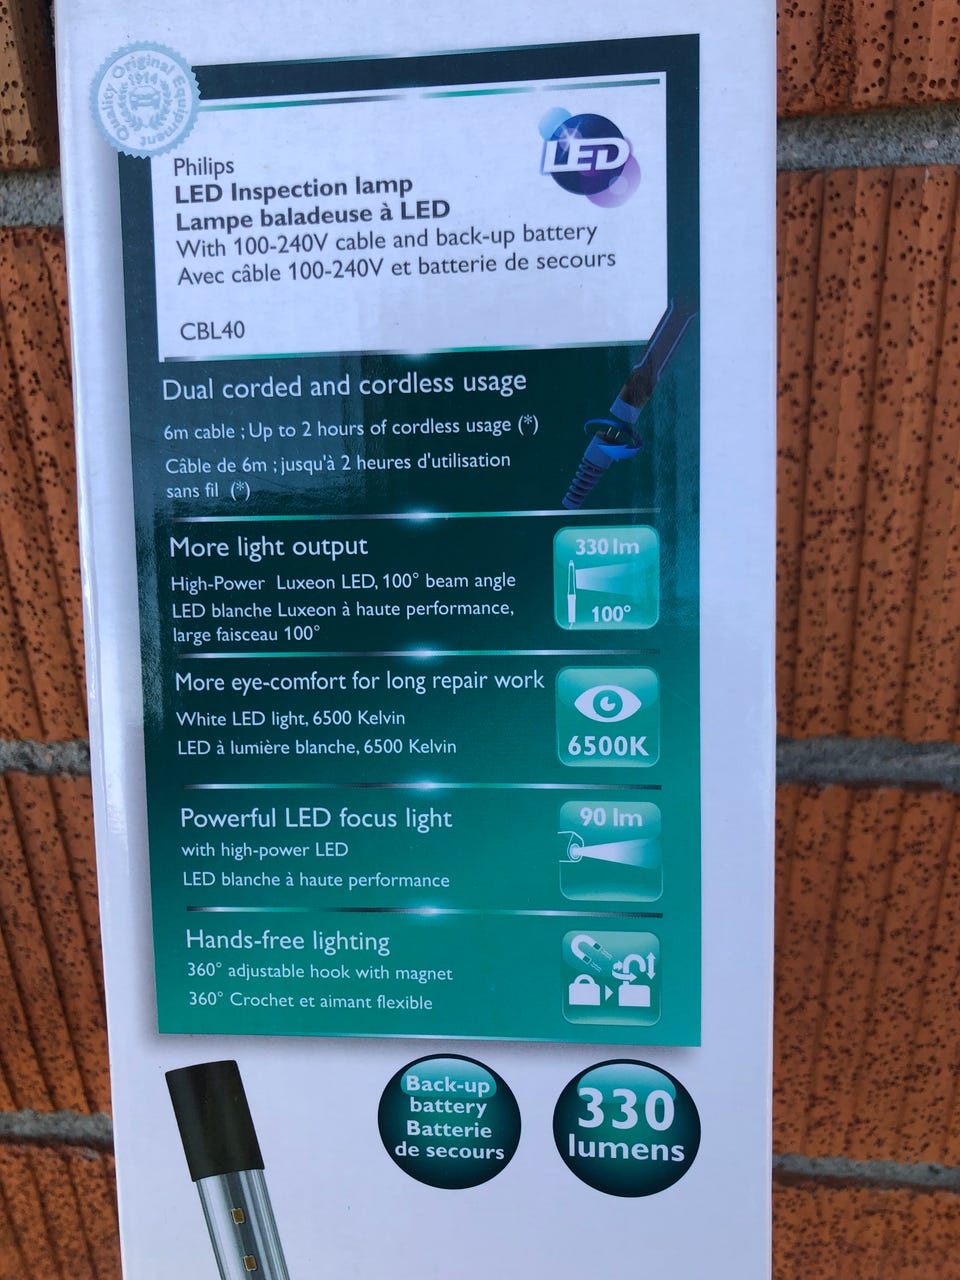 Quality Original Equipment
1914
LED
Philips
LED Inspection lamp
Lampe baladeuse à LED
With 100-240V cable and back-up battery
Avec câble 100-240V et batterie de secours
CBL40
Dual corded and cordless usage
6m cable ; Up to 2 hours of cordless usage (*)
Câble de 6m ; jusqu'à 2 heures d'utilisation
sans fil (*)
More light output
High-Power Luxeon LED, 100° beam angle
LED blanche Luxeon à haute performance,
large faisceau 100°
330 lm
100°
More eye-comfort for long repair work
White LED light, 6500 Kelvin
LED à lumière blanche, 6500 Kelvin
6500K
Powerful LED focus light
with high-power LED
LED blanche à haute performance
90 lm
Hands-free lighting
360° adjustable hook with magnet
360° Crochet et aimant flexible
Back-up
battery
Batterie
de secours
330
lumens